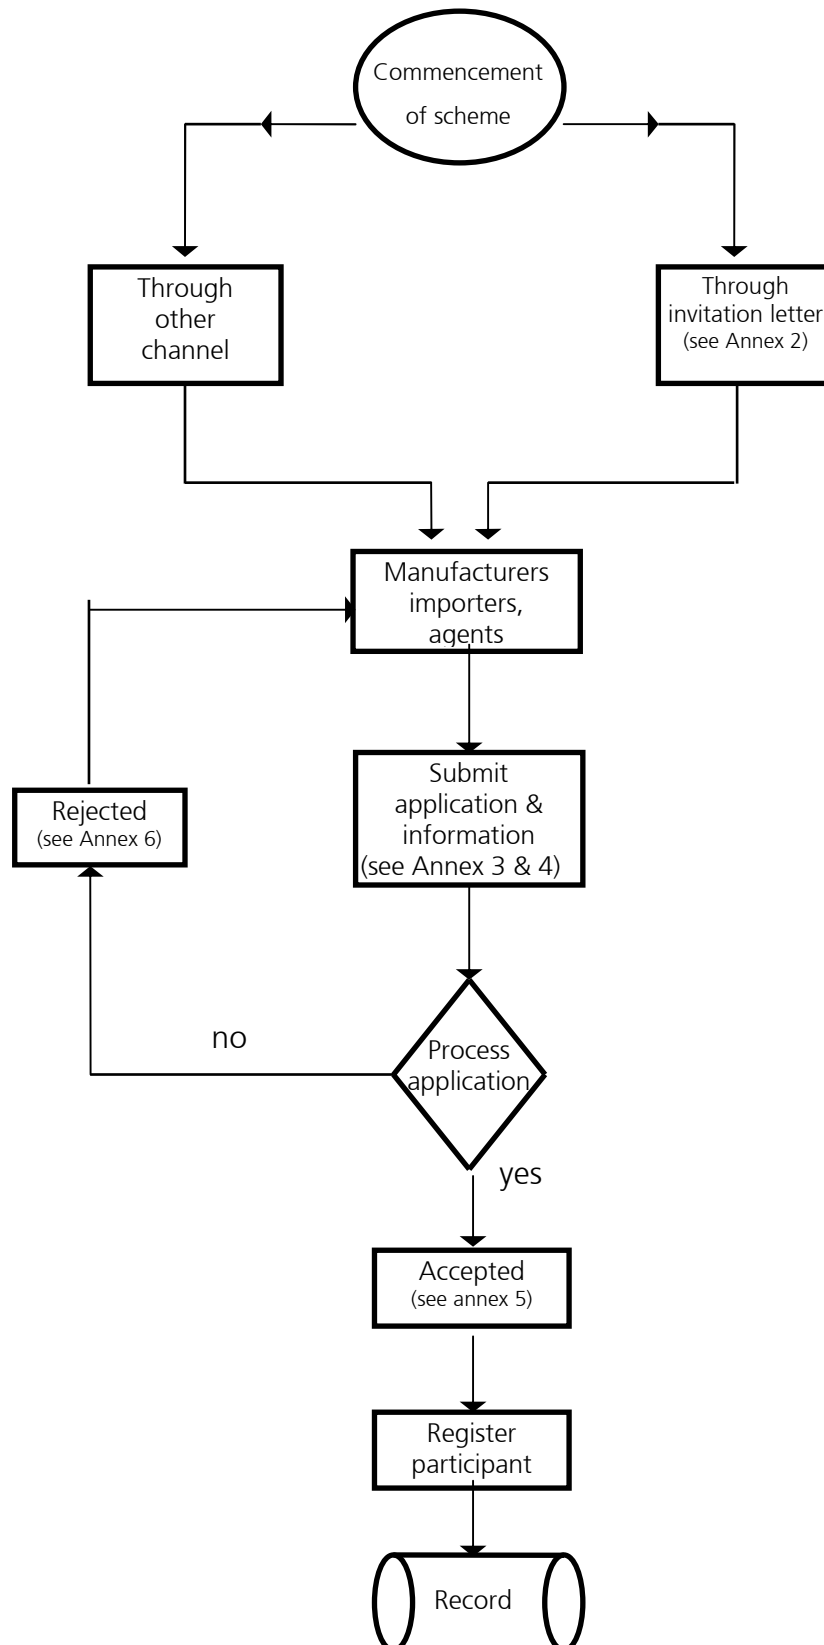 Commencement
of scheme
Through
other
channel
Through
invitation letter
(see Annex 2)
Manufacturers
importers,
agents
Submit
application &
information
(see Annex 3 & 4)
Rejected
(see Annex 6)
no
Process
application
yes
Accepted
(see annex 5)
Register
participant
Record